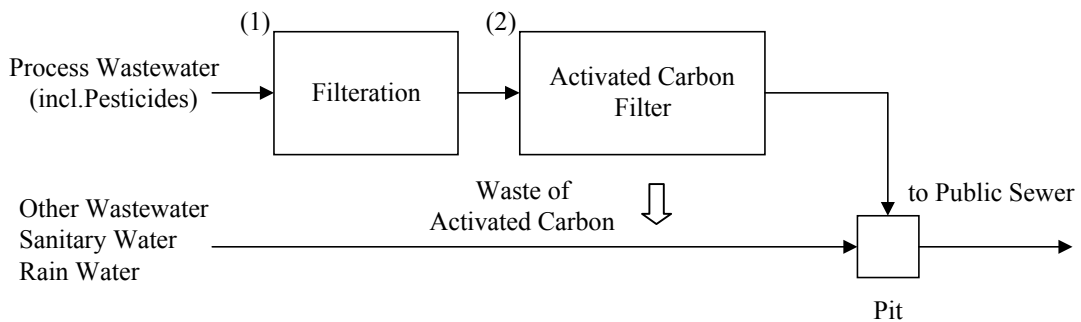 (1)
(2)
Process Wastewater
(incl.Pesticides)
Filteration
Activated Carbon
Filter
Waste of
Activated Carbon
to Public Sewer
Other Wastewater
Sanitary Water
Rain Water
Pit